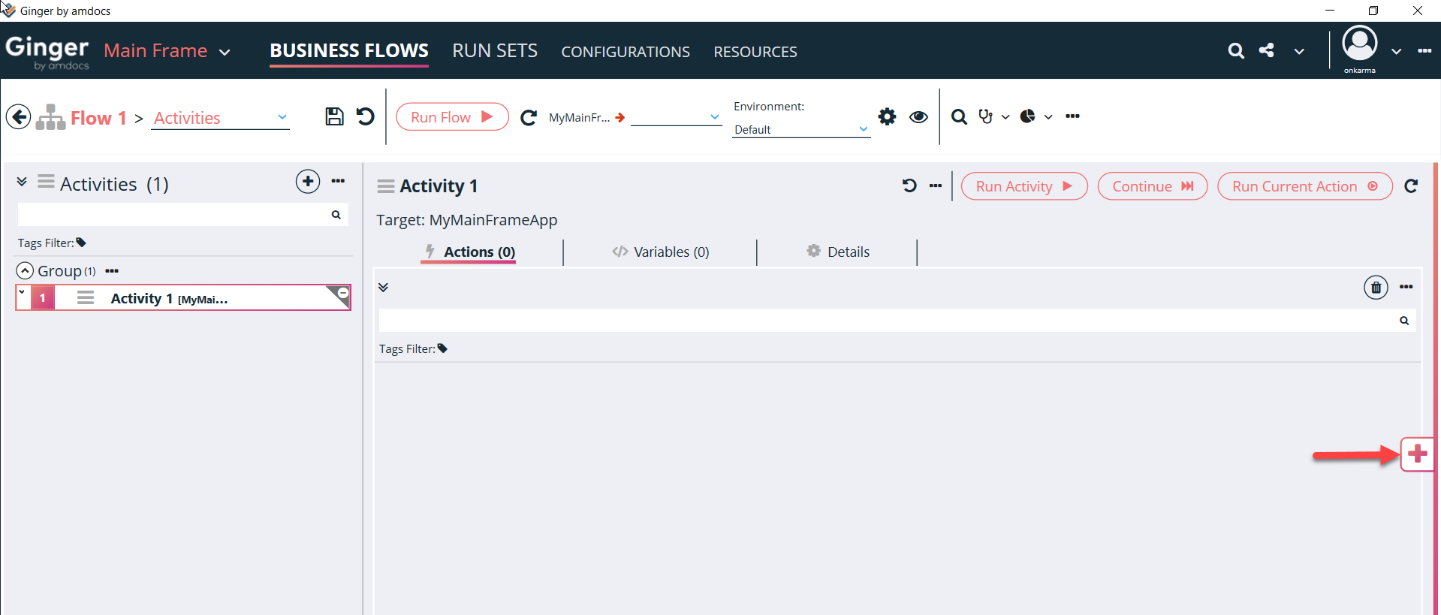 Ginger by amdocs
Ginger by amdocs Main Frame BUSINESS FLOWS RUN SETS CONFIGURATIONS RESOURCES onkarma
Flow 1 > Activities Run Flow MyMainFr... Environment: Default
Activities (1)
Tags Filter:
Group (1)
1 Activity 1 [MyMai...
Activity 1 Run Activity Continue Run Current Action
Target: MyMainFrameApp
Actions (0) Variables (0) Details
Tags Filter: